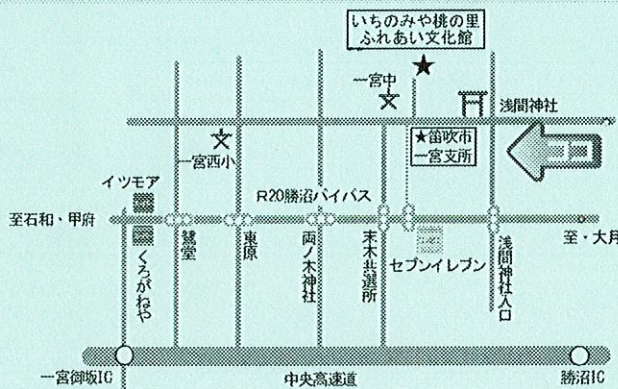 いちのみや桃の里
ふれあい文化館
★
一宮中
浅間神社
★笛吹市
一宮支所
一宮西小
イツモア
R20勝沼バイパス
至石和・甲府
至・大月
くろがねや
鷲堂
東原
両ノ木神社
末木共選所
セブンイレブン
浅間神社入口
一宮御坂IC
中央高速道
勝沼IC